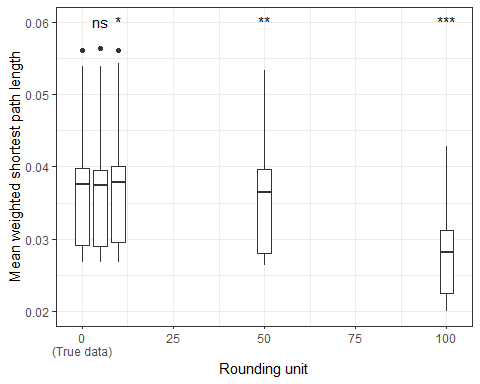 ns * ** ***
0.06
0.05
0.04
0.03
0.02
Mean weighted shortest path length
0 25 50 75 100
(True data)
Rounding unit